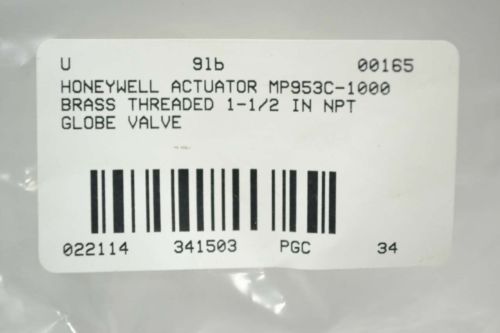 U 9lb 00165
HONEYWELL ACTUATOR MP953C-1000
BRASS THREADED 1-1/2 IN NPT
GLOBE VALVE
022114 341503 PGC 34